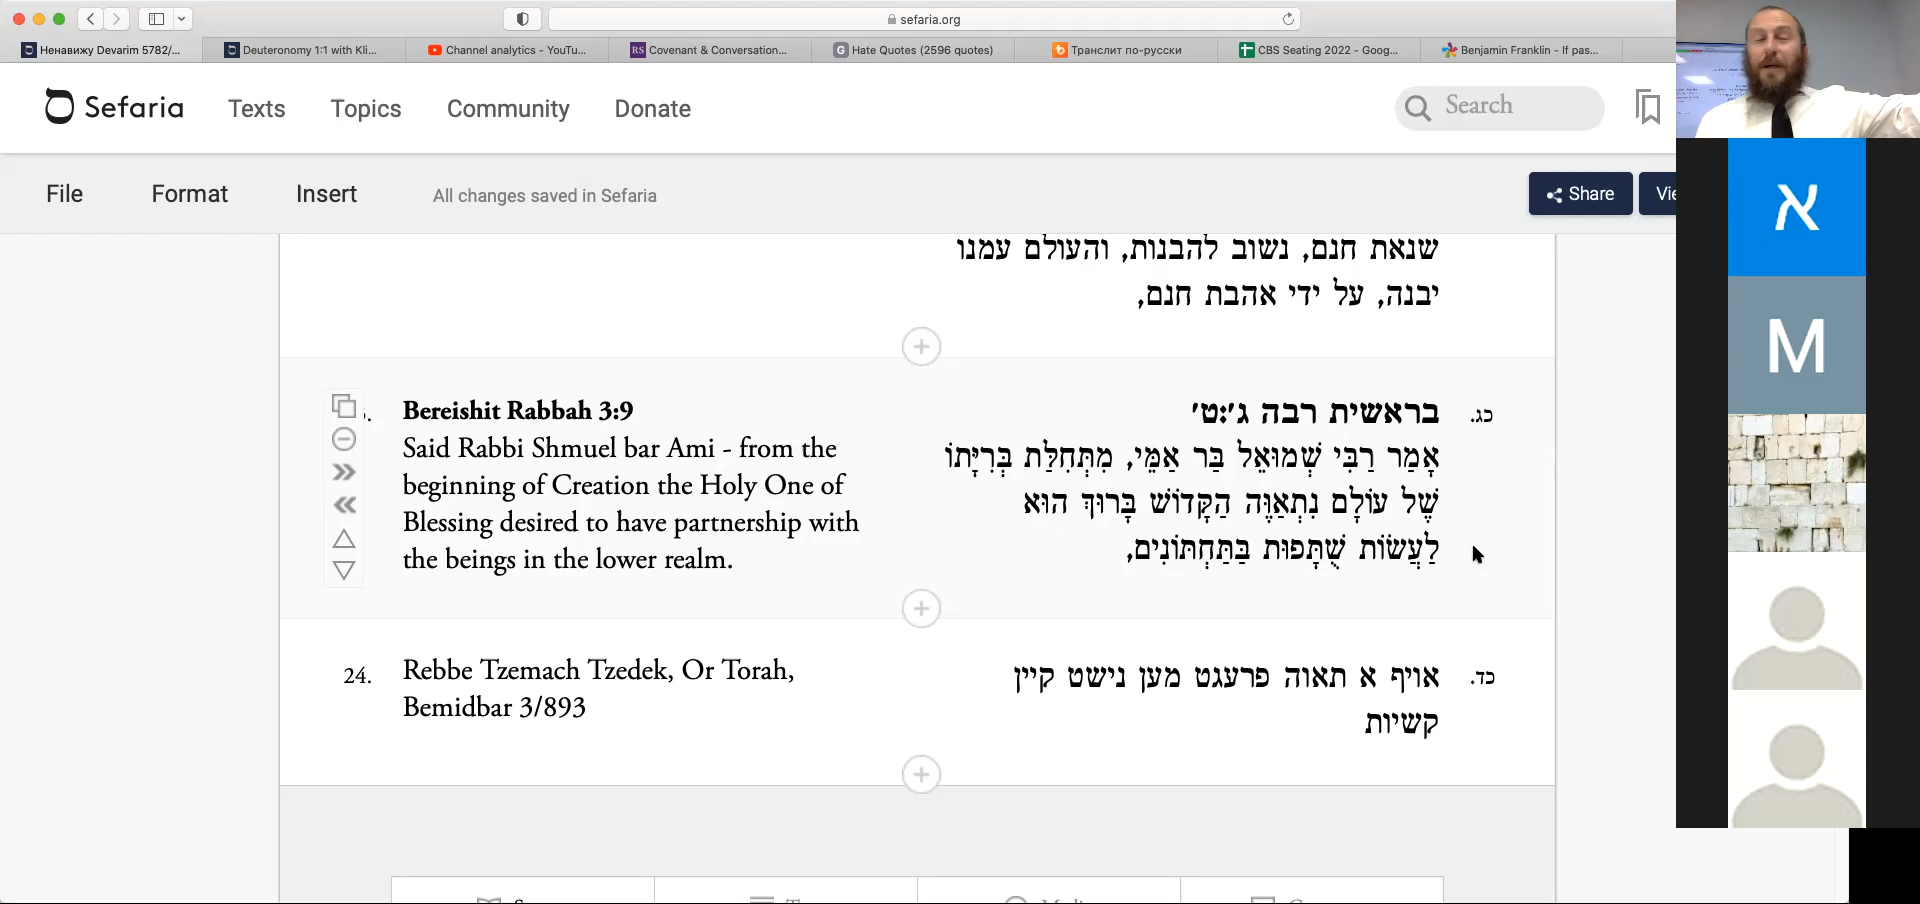 sefaria.org
Ненавижу Devarim 5782/...
Deuteronomy 1:1 with Kli...
Channel analytics - YouTu...
RS Covenant & Conversation...
G Hate Quotes (2596 quotes)
Транслит по-русски
CBS Seating 2022 - Goog...
Benjamin Franklin - If pas...
Sefaria
Texts
Topics
Community
Donate
Search
File
Format
Insert
All changes saved in Sefaria
Share
Vie
שנאת חנם, נשוב להבנות, והעולם עמנו
יבנה, על ידי אהבת חנם,
Bereishit Rabbah 3:9
Said Rabbi Shmuel bar Ami - from the
beginning of Creation the Holy One of
Blessing desired to have partnership with
the beings in the lower realm.
כג.
בראשית רבה ג׳:ט׳
אָמַר רַבִּי שְׁמוּאֵל בַּר אַמֵּי, מִתְּחִלַּת בְּרִיָּתוֹ
שֶׁל עוֹלָם נִתְאַוֶּה הַקָּדוֹשׁ בָּרוּךְ הוּא
לַעֲשׂוֹת שֻׁתָּפוּת בַּתַּחְתּוֹנִים,
24.
Rebbe Tzemach Tzedek, Or Torah,
Bemidbar 3/893
כד.
אויף א תאוה פרעגט מען נישט קיין
קשיות
א
M